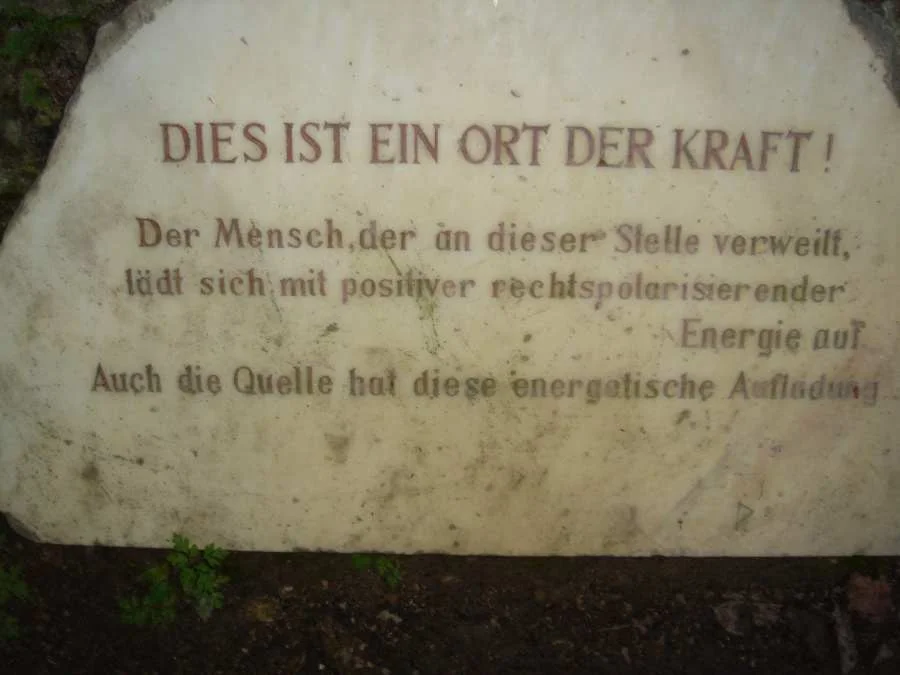 DIES IST EIN ORT DER KRAFT!
Der Mensch, der an dieser Stelle verweilt,
lädt sich mit positiver rechtspolarisierender
Energie auf
Auch die Quelle hat diese energetische Aufladung